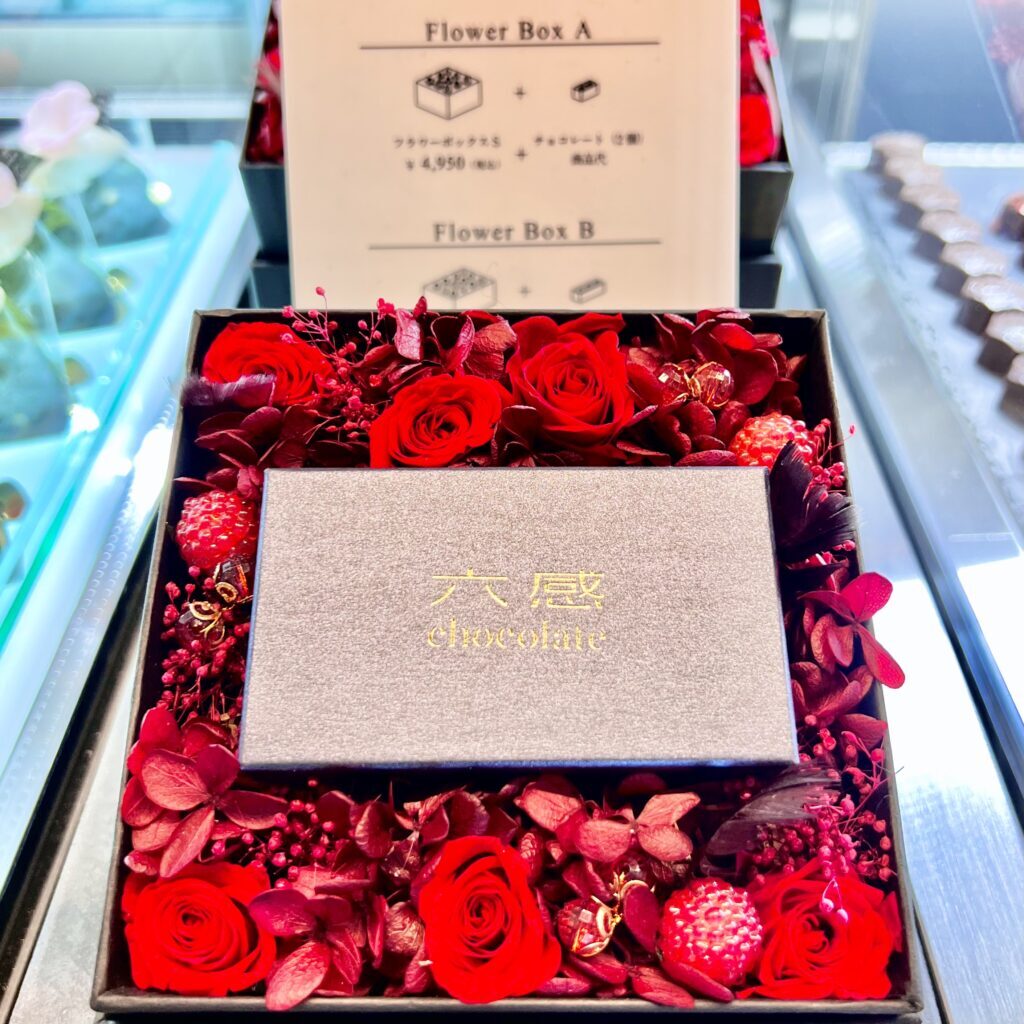 Flower Box A
+
フラワーボックスS
¥ 4,950（税込）
+
チョコレート（2個）
商品代
Flower Box B
+
六感
chocolate